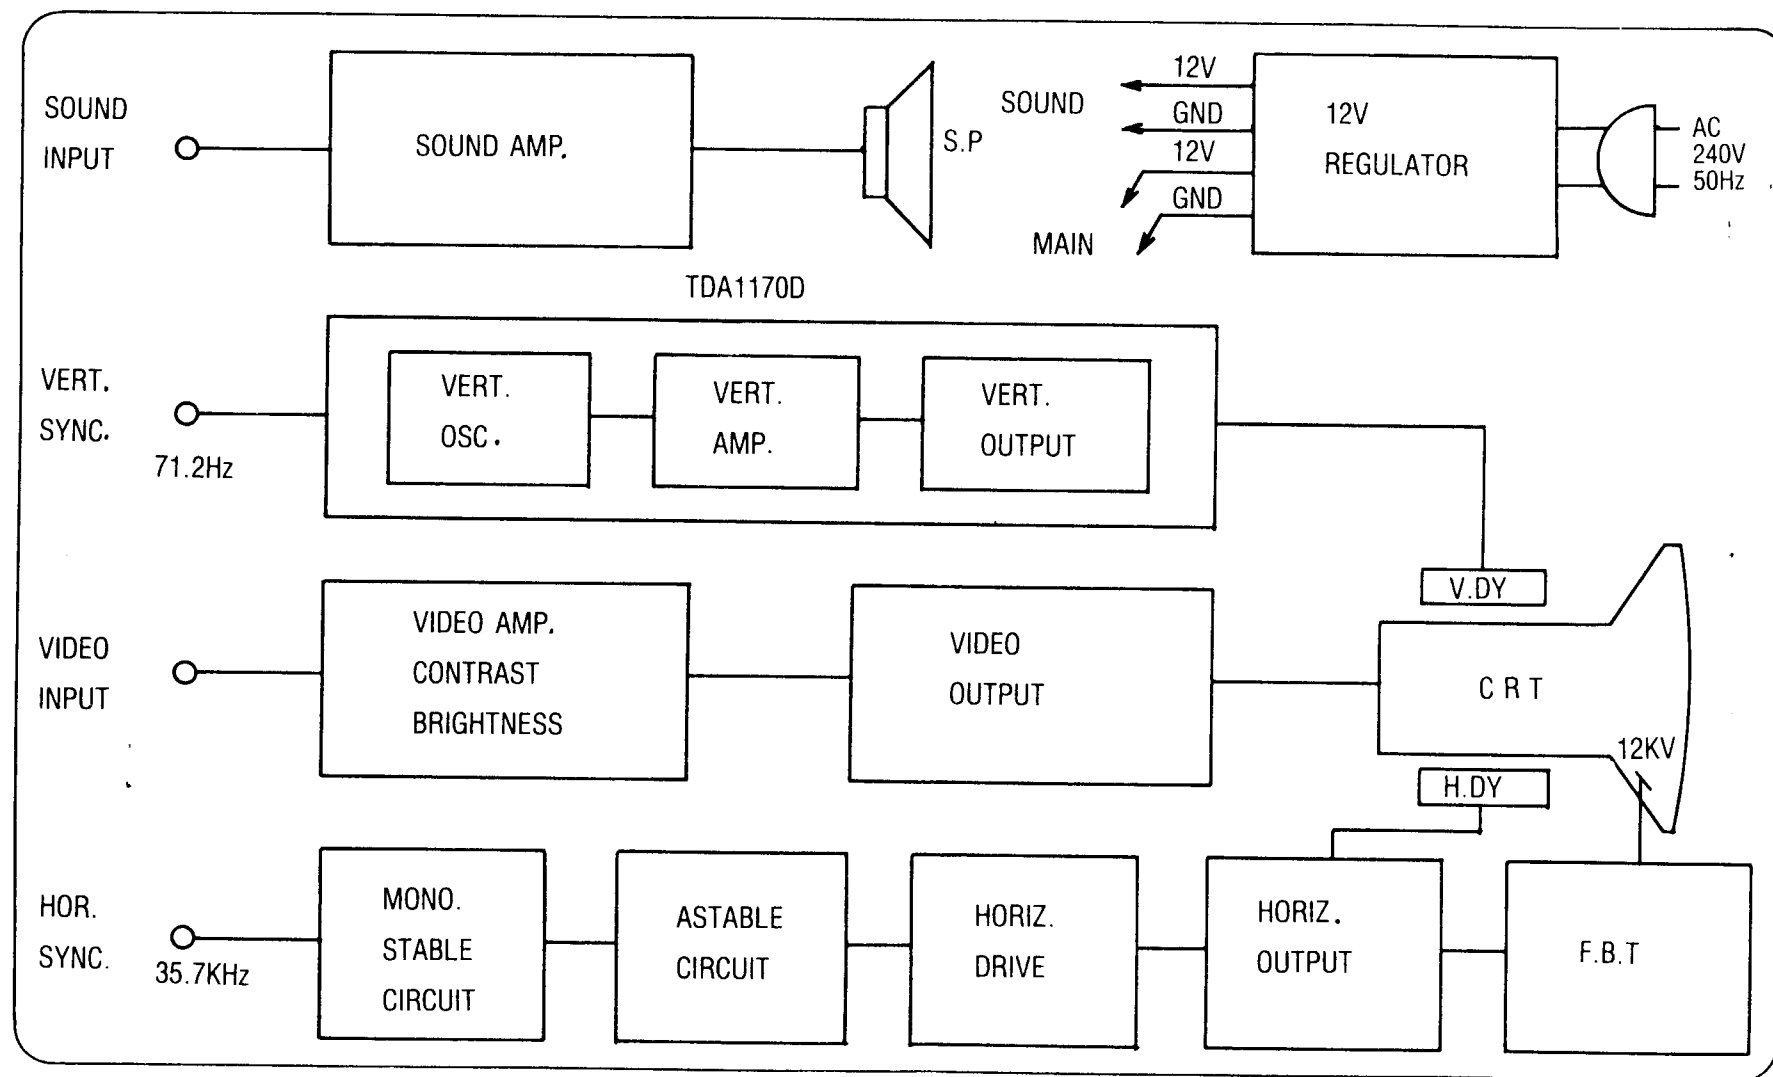 SOUND
INPUT
SOUND AMP.
S.P
SOUND
12V
GND
12V
GND
MAIN
12V
REGULATOR
AC
240V
50Hz
TDA1170D
VERT.
SYNC.
71.2Hz
VERT.
OSC.
VERT.
AMP.
VERT.
OUTPUT
V.DY
VIDEO
INPUT
VIDEO AMP.
CONTRAST
BRIGHTNESS
VIDEO
OUTPUT
C R T
12KV
H.DY
HOR.
SYNC.
35.7KHz
MONO.
STABLE
CIRCUIT
ASTABLE
CIRCUIT
HORIZ.
DRIVE
HORIZ.
OUTPUT
F.B.T